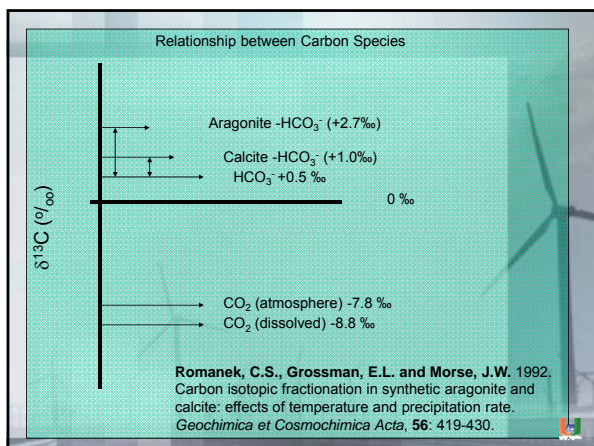 Relationship between Carbon Species
Aragonite -HCO₃⁻ (+2.7‰)
Calcite -HCO₃⁻ (+1.0‰)
HCO₃⁻ +0.5 ‰
0 ‰
δ¹³C (º/ₒₒ)
CO₂ (atmosphere) -7.8 ‰
CO₂ (dissolved) -8.8 ‰
Romanek, C.S., Grossman, E.L. and Morse, J.W. 1992.
Carbon isotopic fractionation in synthetic aragonite and
calcite: effects of temperature and precipitation rate.
Geochimica et Cosmochimica Acta, 56: 419-430.